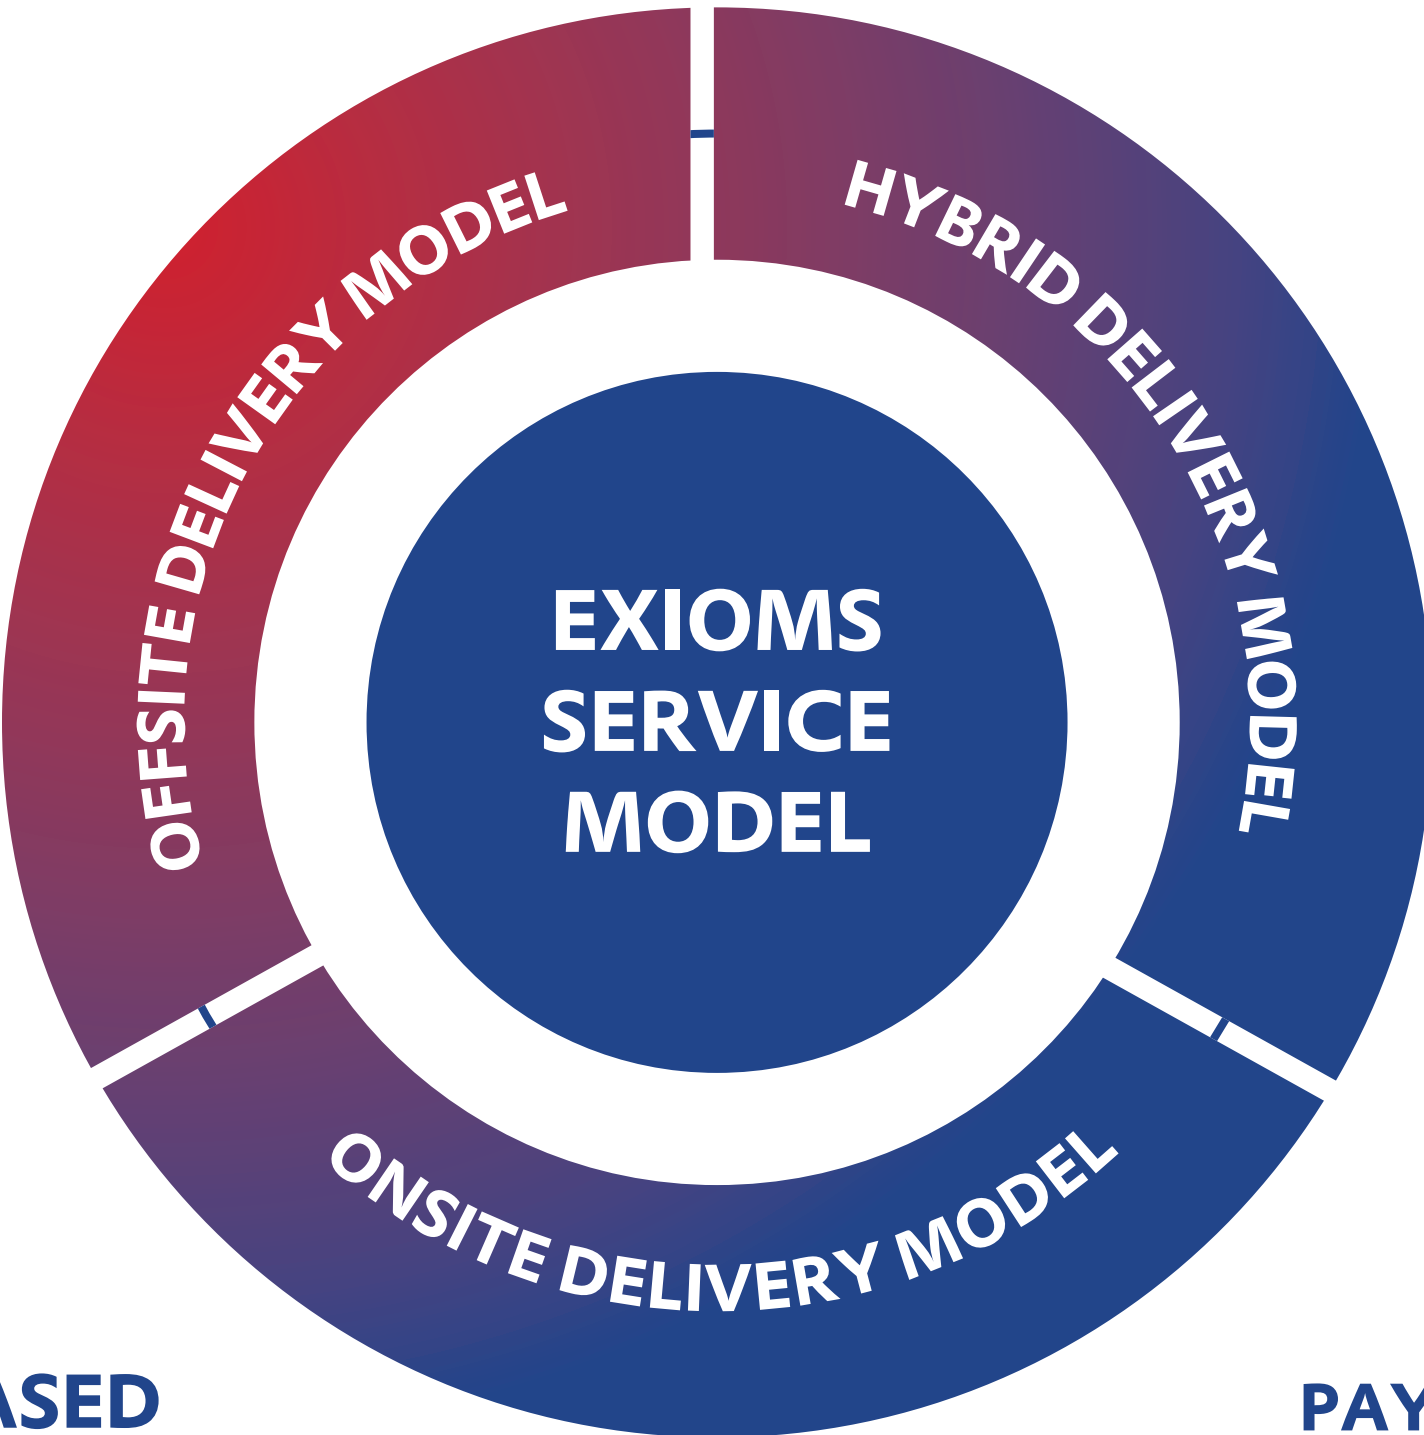 OFFSITE DELIVERY MODEL
HYBRID DELIVERY MODEL
EXIOMS
SERVICE
MODEL
ONSITE DELIVERY MODEL
ASED
PAY